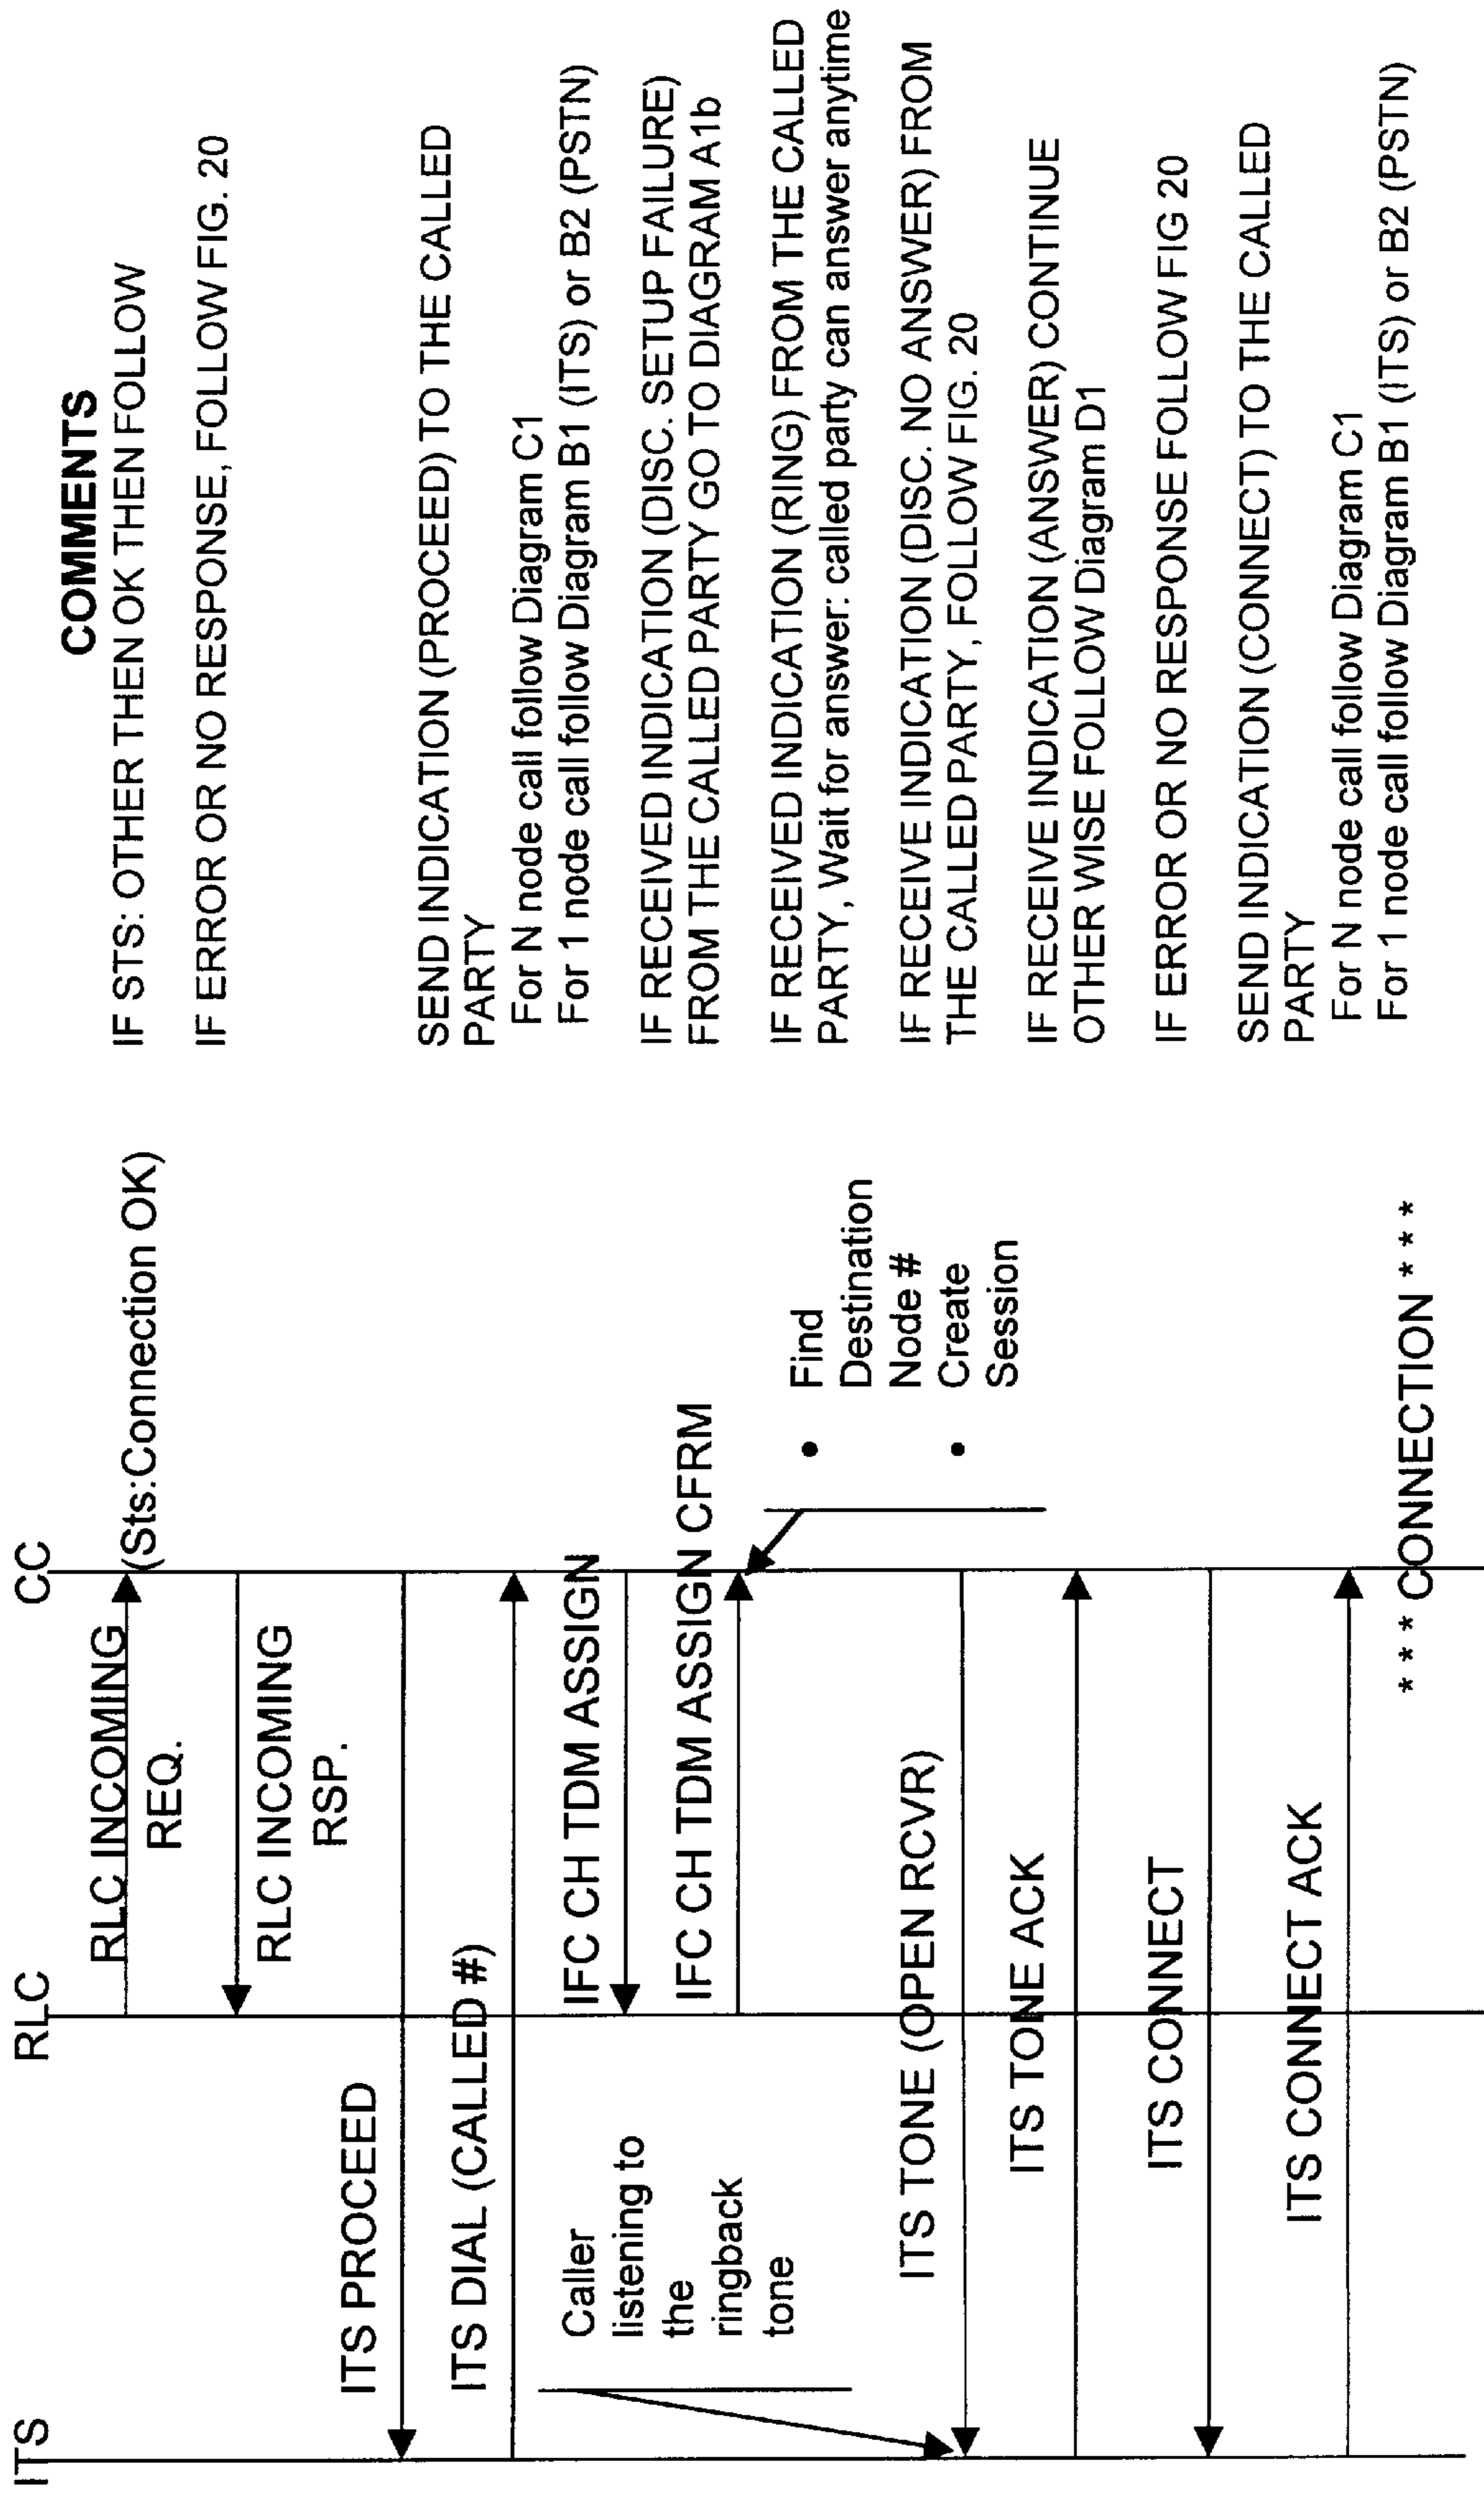 ITS
RLC
CC
COMMENTS
RLC INCOMING
REQ.
(Sts:Connection OK)
IF STS: OTHER THEN OK THEN FOLLOW
RLC INCOMING
RSP.
IF ERROR OR NO RESPONSE, FOLLOW FIG. 20
ITS PROCEED
ITS DIAL (CALLED #)
SEND INDICATION (PROCEED) TO THE CALLED
PARTY
For N node call follow Diagram C1
For 1 node call follow Diagram B1 (ITS) or B2 (PSTN)
Caller
listening to
the
ringback
tone
IFC CH TDM ASSIGN
IFC CH TDM ASSIGN CFRM
IF RECEIVED INDICATION (DISC. SETUP FAILURE)
FROM THE CALLED PARTY GO TO DIAGRAM A1b
• Find
Destination
Node #
• Create
Session
IF RECEIVED INDICATION (RING) FROM THE CALLED
PARTY, Wait for answer: called party can answer anytime
ITS TONE (OPEN RCVR)
IF RECEIVE INDICATION (DISC. NO ANSWER) FROM
THE CALLED PARTY, FOLLOW FIG. 20
ITS TONE ACK
IF RECEIVE INDICATION (ANSWER) CONTINUE
OTHER WISE FOLLOW Diagram D1
ITS CONNECT
IF ERROR OR NO RESPONSE FOLLOW FIG 20
ITS CONNECT ACK
SEND INDICATION (CONNECT) TO THE CALLED
PARTY
For N node call follow Diagram C1
For 1 node call follow Diagram B1 (ITS) or B2 (PSTN)
* * * CONNECTION * * *